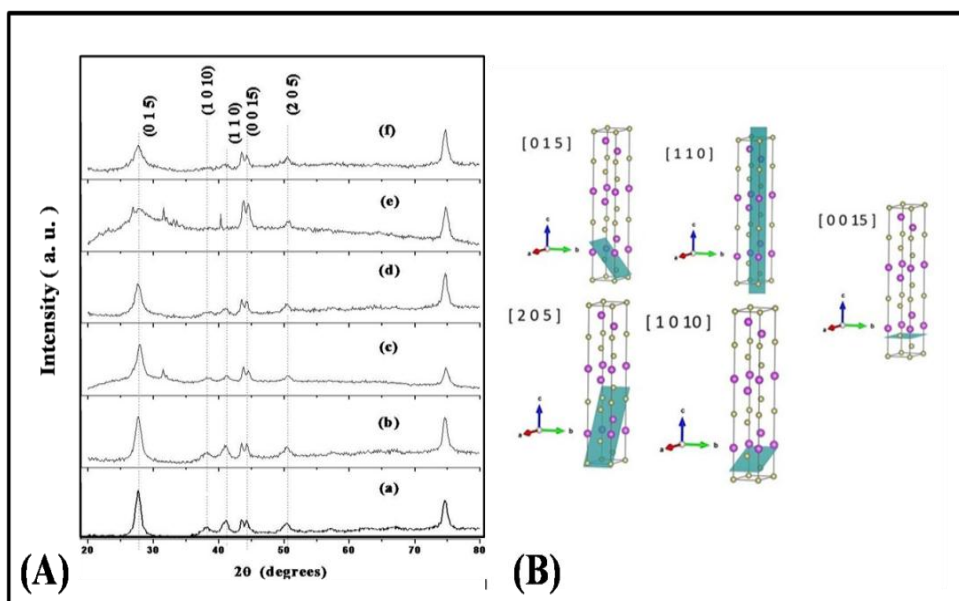 (0 1 5)
(1 0 10)
(1 1 0)
(0 0 15)
(2 0 5)
(f)
(e)
(d)
(c)
(b)
(a)
Intensity ( a. u. )
20 30 40 50 60 70 80
2θ (degrees)
(A)
[ 0 1 5 ]
c
a b
[ 1 1 0 ]
c
a b
[ 0 0 15 ]
c
a b
[ 2 0 5 ]
c
a b
[ 1 0 10 ]
c
a b
(B)